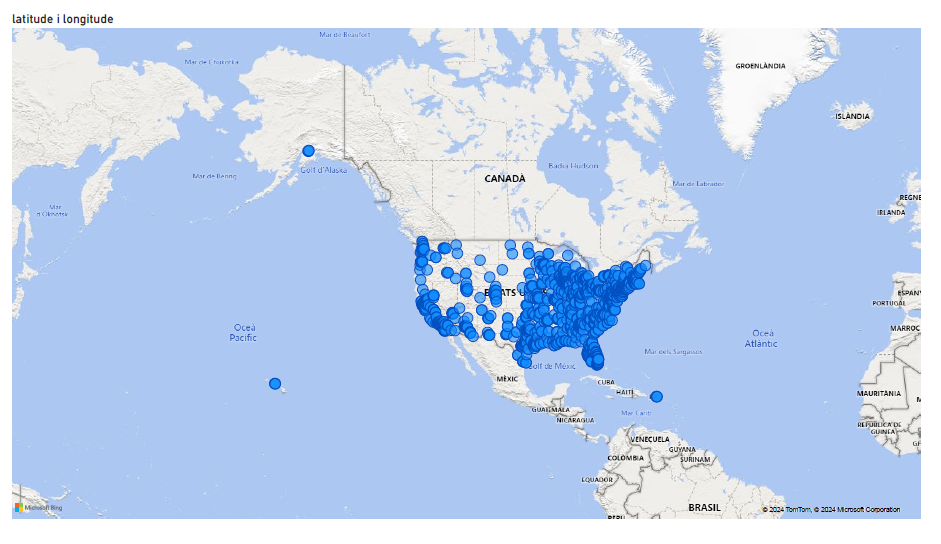 latitude i longitude
Mar de Beaufort
Mar de Chukotka
GROENLÀNDIA
ISLÀNDIA
Golf d'Alaska
Badia Hudson
CANADÀ
Mar de Bering
Mar de Labrador
REGNE
Mar
d'Okhotsk
IRLANDA
ESPANY
PORTUGAL
Oceà
Pacífic
Oceà
Atlàntic
MARROC
Mar dels Sargassos
Golf de Mèxic
MÈXIC
CUBA
HAITÍ
MAURITÀNIA
GUATEMALA
Mar Carib
NICARAGUA
REPÚBLICA DE
GUINEA
VENEÇUELA
GUYANA
COLÒMBIA
SURINAM
EQUADOR
BRASIL
PERÚ
Microsoft Bing
© 2024 TomTom, © 2024 Microsoft Corporation